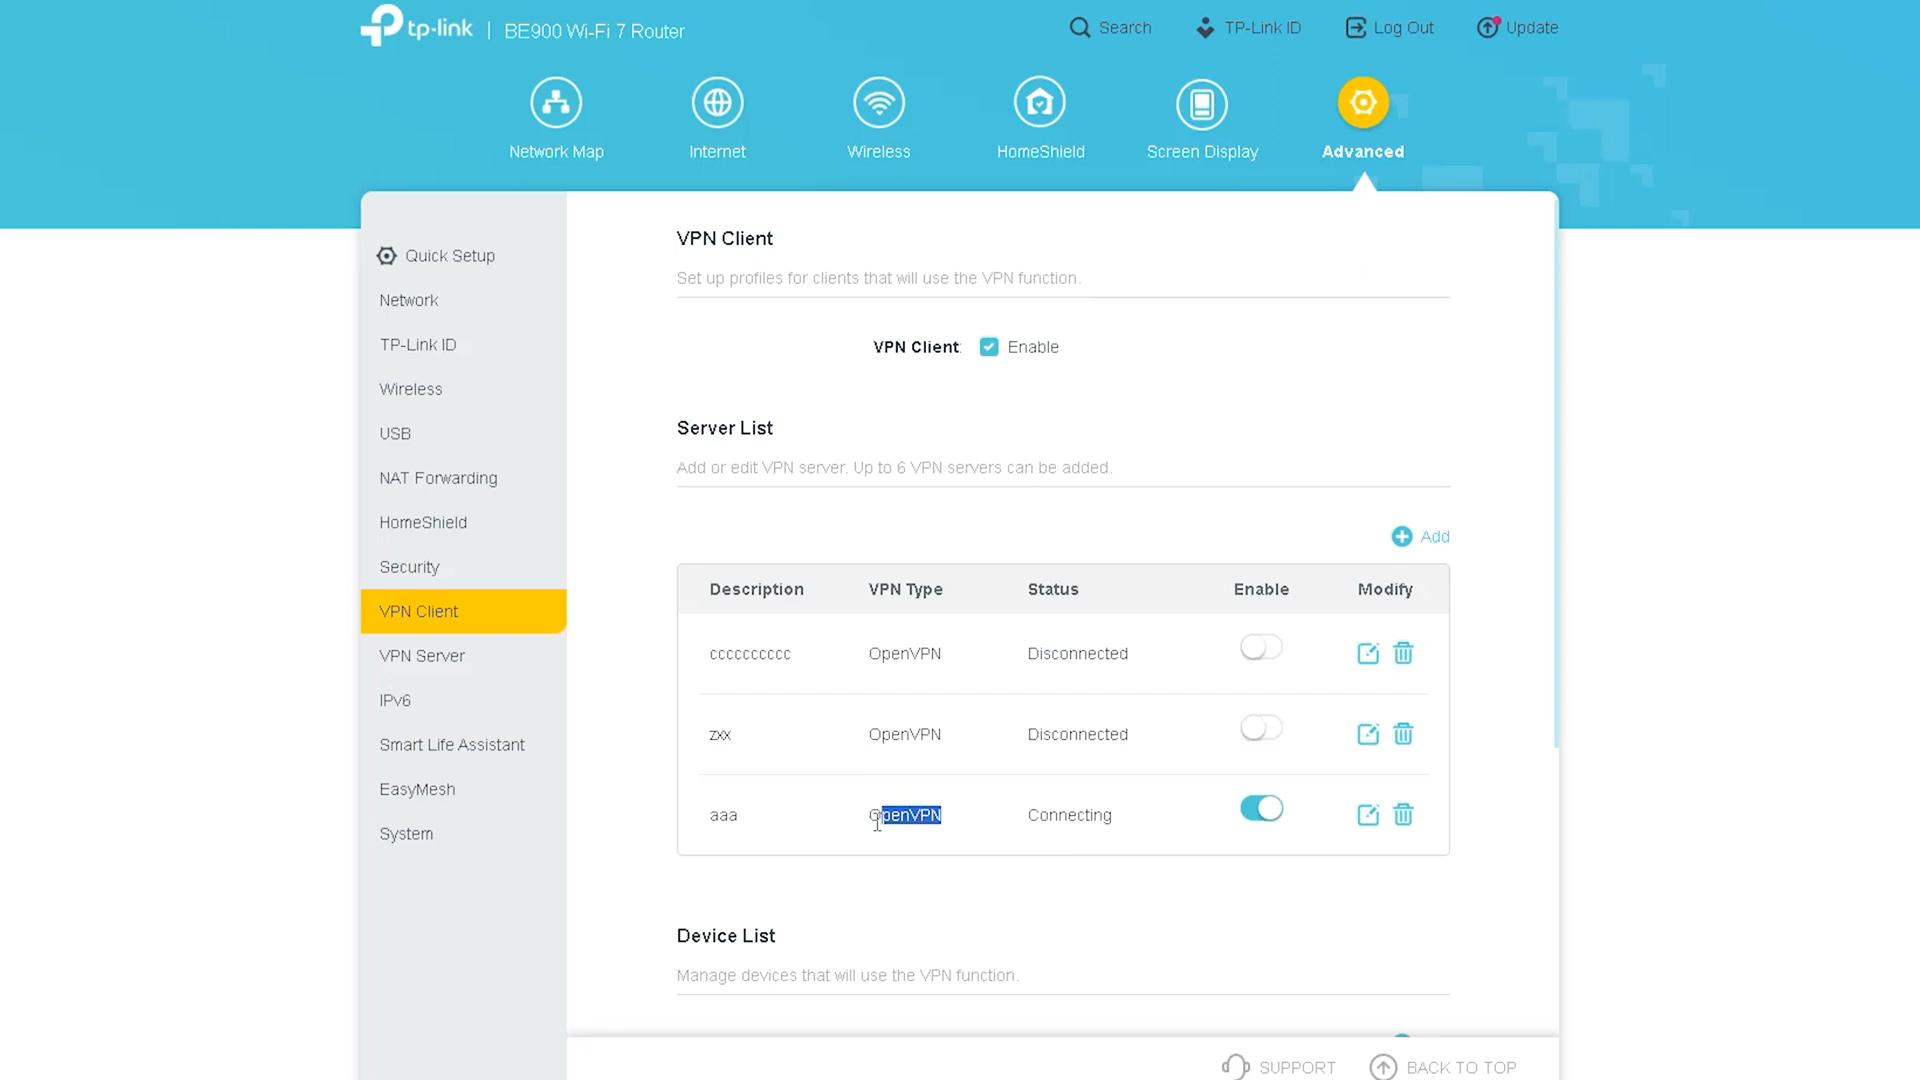 tp-link | BE900 Wi-Fi 7 Router
Search
TP-Link ID
Log Out
Update
Network Map
Internet
Wireless
HomeShield
Screen Display
Advanced
Quick Setup
Network
TP-Link ID
Wireless
USB
NAT Forwarding
HomeShield
Security
VPN Client
VPN Server
IPv6
Smart Life Assistant
EasyMesh
System
VPN Client
Set up profiles for clients that will use the VPN function.
VPN Client: Enable
Server List
Add or edit VPN server. Up to 6 VPN servers can be added.
Add
Description VPN Type Status Enable Modify
cccccccccc OpenVPN Disconnected
zxx OpenVPN Disconnected
aaa OpenVPN Connecting
Device List
Manage devices that will use the VPN function.
SUPPORT
BACK TO TOP